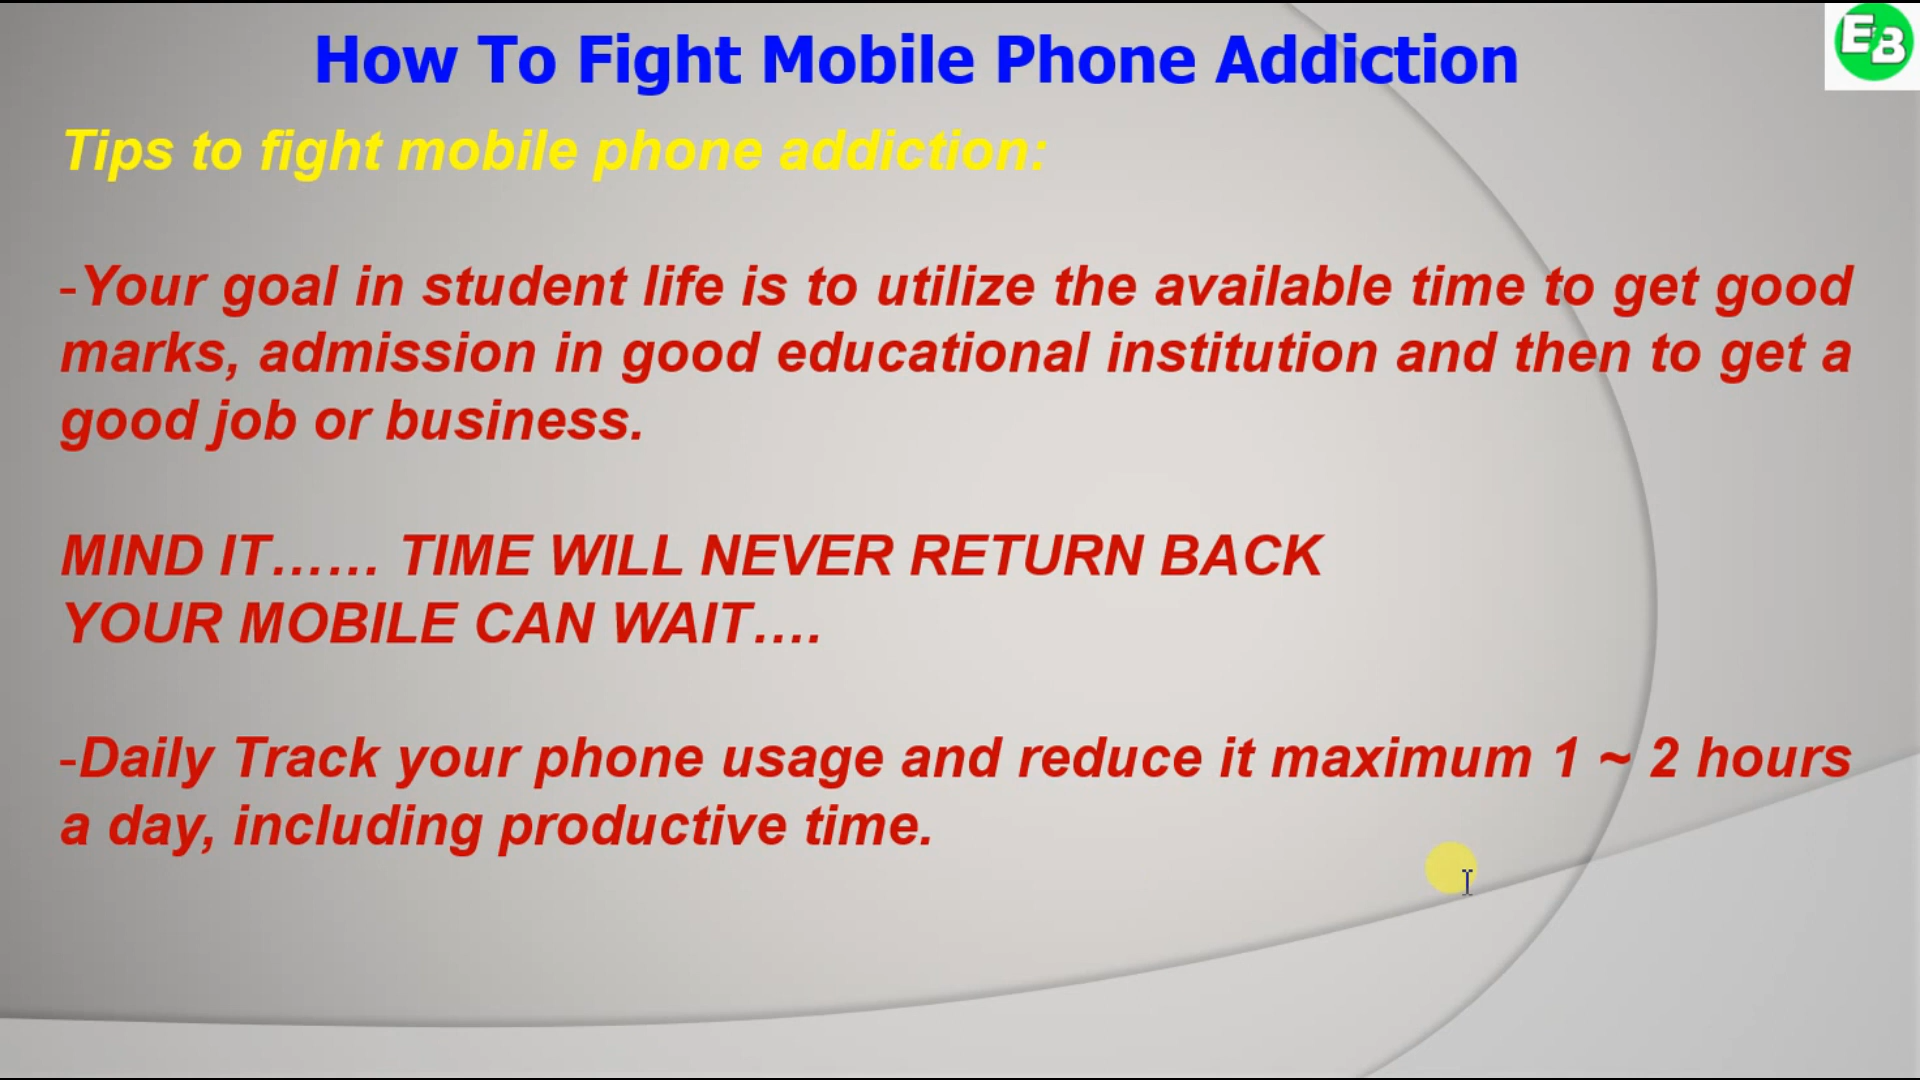 How To Fight Mobile Phone Addiction
EB
Tips to fight mobile phone addiction:
-Your goal in student life is to utilize the available time to get good
marks, admission in good educational institution and then to get a
good job or business.
MIND IT...... TIME WILL NEVER RETURN BACK
YOUR MOBILE CAN WAIT....
-Daily Track your phone usage and reduce it maximum 1 ~ 2 hours
a day, including productive time.